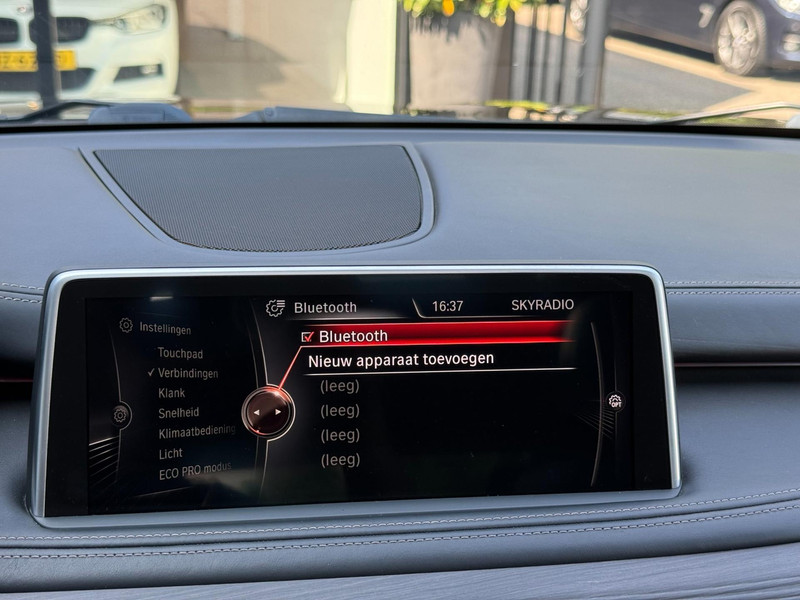 Bluetooth
16:37
SKYRADIO
Instellingen
Touchpad
Verbindingen
Klank
Snelheid
Klimaatbediening
Licht
ECO PRO modus
Bluetooth
Nieuw apparaat toevoegen
(leeg)
(leeg)
(leeg)
(leeg)
OPT